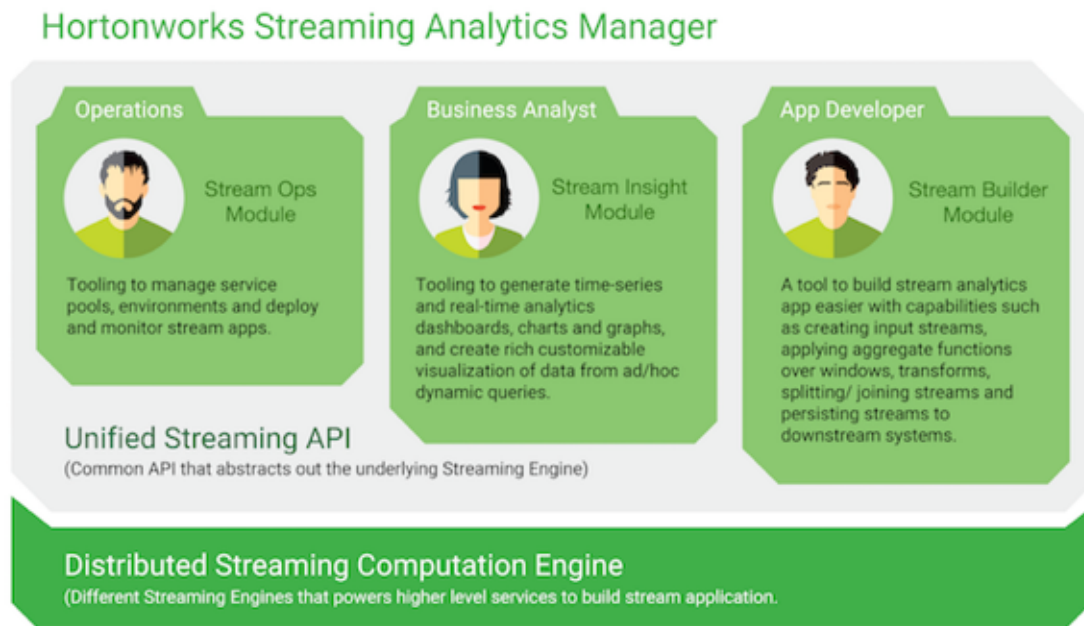 Hortonworks Streaming Analytics Manager
Operations
Stream Ops
Module
Tooling to manage service
pools, environments and deploy
and monitor stream apps.
Business Analyst
Stream Insight
Module
Tooling to generate time-series
and real-time analytics
dashboards, charts and graphs,
and create rich customizable
visualization of data from ad/hoc
dynamic queries.
App Developer
Stream Builder
Module
A tool to build stream analytics
app easier with capabilities such
as creating input streams,
applying aggregate functions
over windows, transforms,
splitting/ joining streams and
persisting streams to
downstream systems.
Unified Streaming API
(Common API that abstracts out the underlying Streaming Engine)
Distributed Streaming Computation Engine
(Different Streaming Engines that powers higher level services to build stream application.